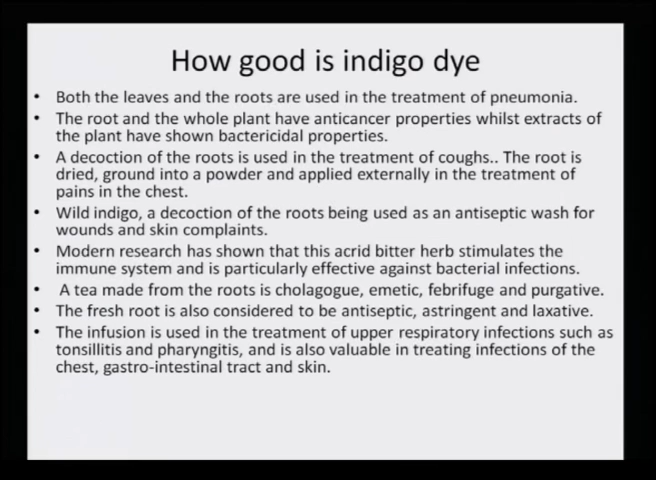 How good is indigo dye
• Both the leaves and the roots are used in the treatment of pneumonia.
• The root and the whole plant have anticancer properties whilst extracts of
the plant have shown bactericidal properties.
• A decoction of the roots is used in the treatment of coughs.. The root is
dried, ground into a powder and applied externally in the treatment of
pains in the chest.
• Wild indigo, a decoction of the roots being used as an antiseptic wash for
wounds and skin complaints.
• Modern research has shown that this acrid bitter herb stimulates the
immune system and is particularly effective against bacterial infections.
• A tea made from the roots is cholagogue, emetic, febrifuge and purgative.
• The fresh root is also considered to be antiseptic, astringent and laxative.
• The infusion is used in the treatment of upper respiratory infections such as
tonsillitis and pharyngitis, and is also valuable in treating infections of the
chest, gastro-intestinal tract and skin.